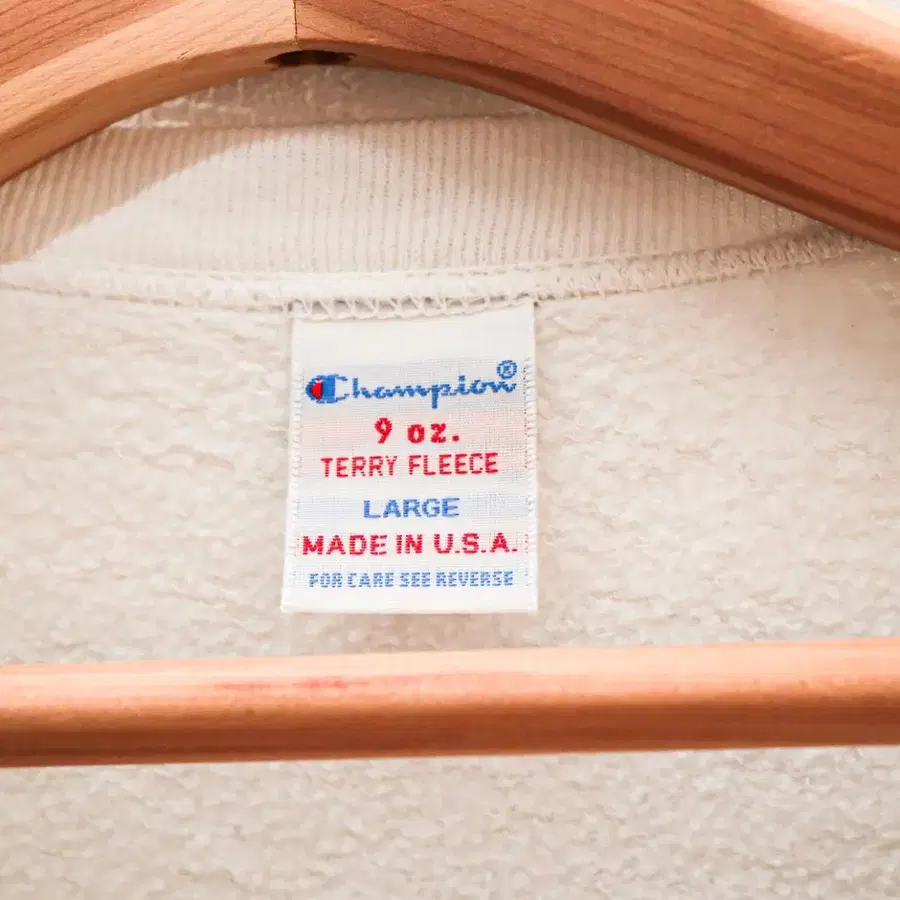 Champion®
9 oz.
TERRY FLEECE
LARGE
MADE IN U.S.A.
FOR CARE SEE REVERSE